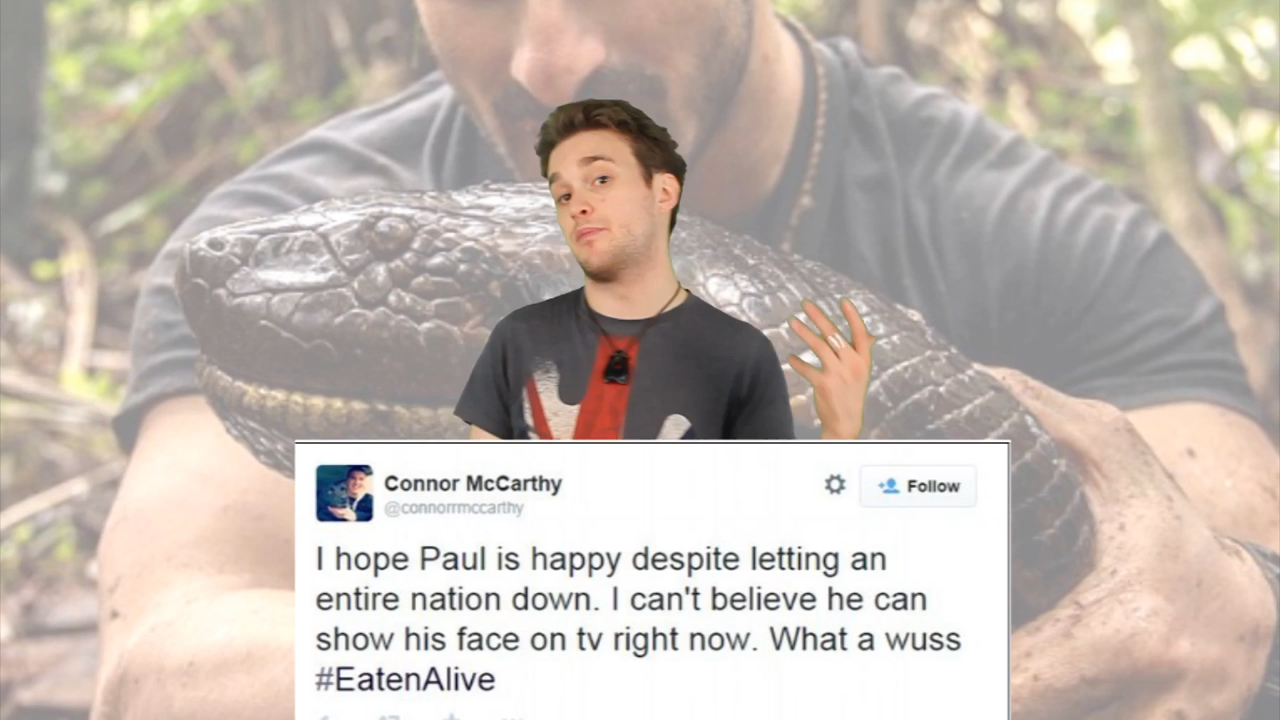 Connor McCarthy
Follow
@connorrmccarthy
I hope Paul is happy despite letting an
entire nation down. I can't believe he can
show his face on tv right now. What a wuss
#EatenAlive